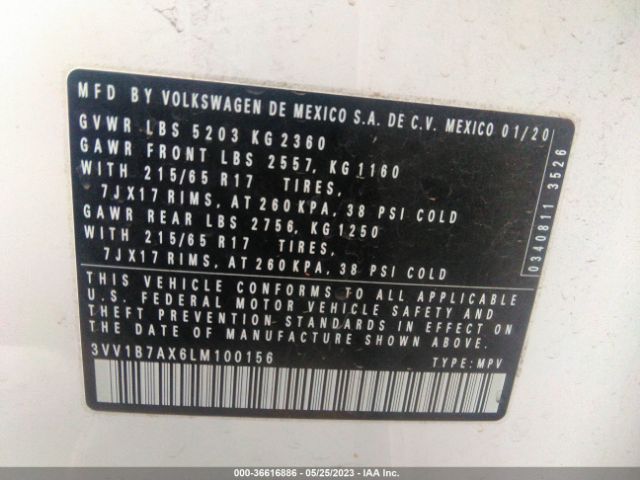 MFD BY VOLKSWAGEN DE MEXICO S.A. DE C.V. MEXICO 01/20
GVWR LBS 5203 KG 2360
GAWR FRONT LBS 2557, KG 1160
WITH 215/65 R17 TIRES,
7JX17 RIMS, AT 260 KPA, 38 PSI COLD
GAWR REAR LBS 2756, KG 1250
WITH 215/65 R17 TIRES,
7JX17 RIMS, AT 260 KPA, 38 PSI COLD
THIS VEHICLE CONFORMS TO ALL APPLICABLE
U.S. FEDERAL MOTOR VEHICLE SAFETY AND
THEFT PREVENTION STANDARDS IN EFFECT ON
THE DATE OF MANUFACTURE SHOWN ABOVE.
3VV1B7AX6LM100156 TYPE: MPV
0340811 3526
000-36616886 - 05/25/2023 - IAA Inc.